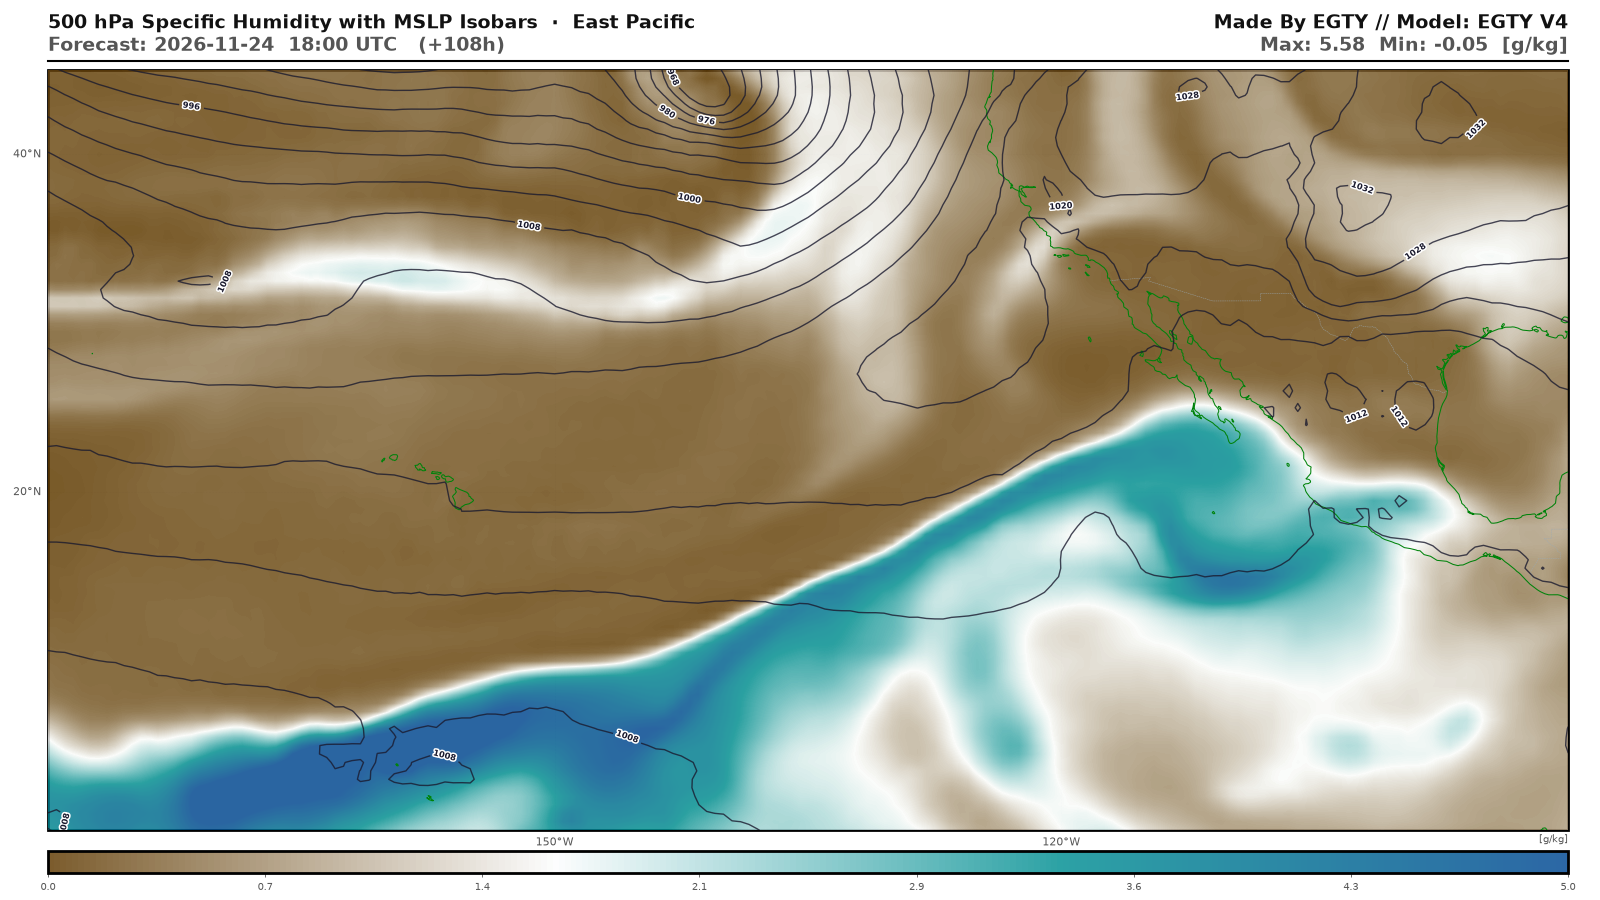 500 hPa Specific Humidity with MSLP Isobars · East Pacific
Made By EGTY // Model: EGTY V4
Forecast: 2026-11-24 18:00 UTC (+108h)
Max: 5.58 Min: -0.05 [g/kg]
968
996
980
976
1028
1032
40°N
1032
1000
1020
1008
1028
1008
1012
1012
20°N
1008
1008
008
150°W
120°W
[g/kg]
0.0
0.7
1.4
2.1
2.9
3.6
4.3
5.0